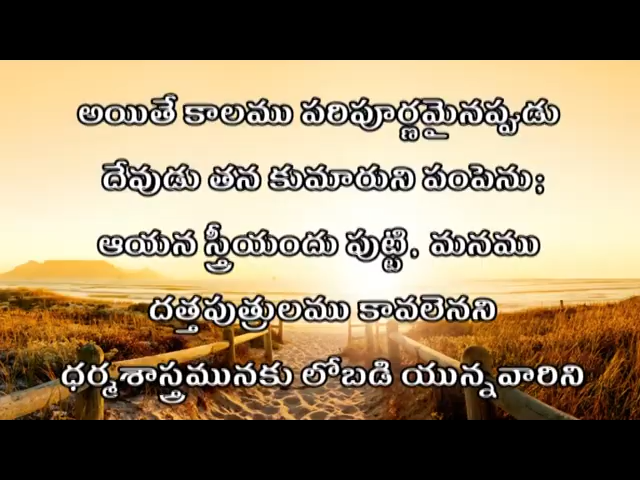 అయితే కాలము పరిపూర్ణమైనప్పుడు
దేవుడు తన కుమారుని పంపెను;
ఆయన స్త్రీయందు పుట్టి, మనము
దత్తపుత్రులము కావలెనని
ధర్మశాస్త్రమునకు లోబడి యున్నవారిని